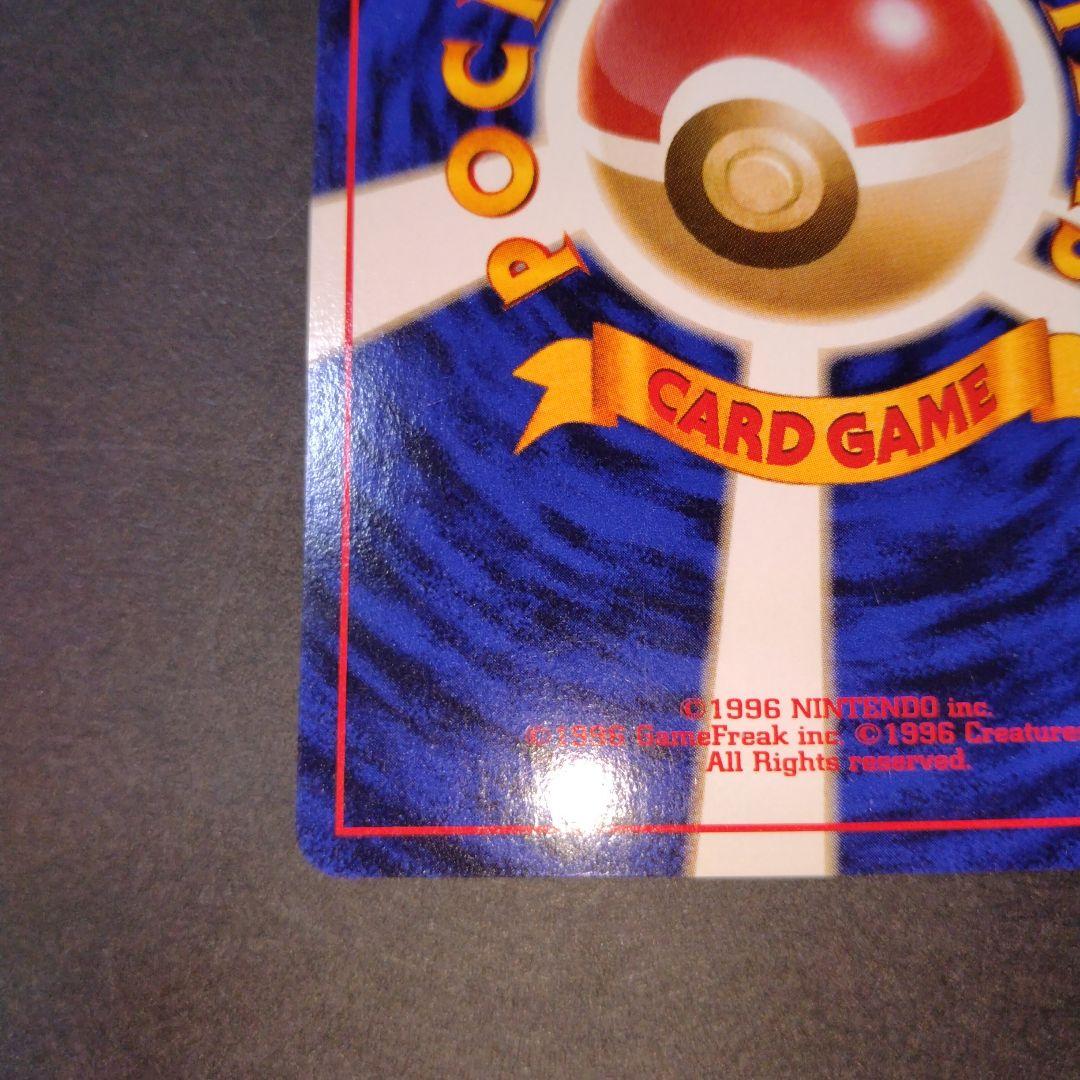 POC
CARD GAME
©1996 NINTENDO inc.
©1996 GameFreak inc. ©1996 Creatures
All Rights reserved.